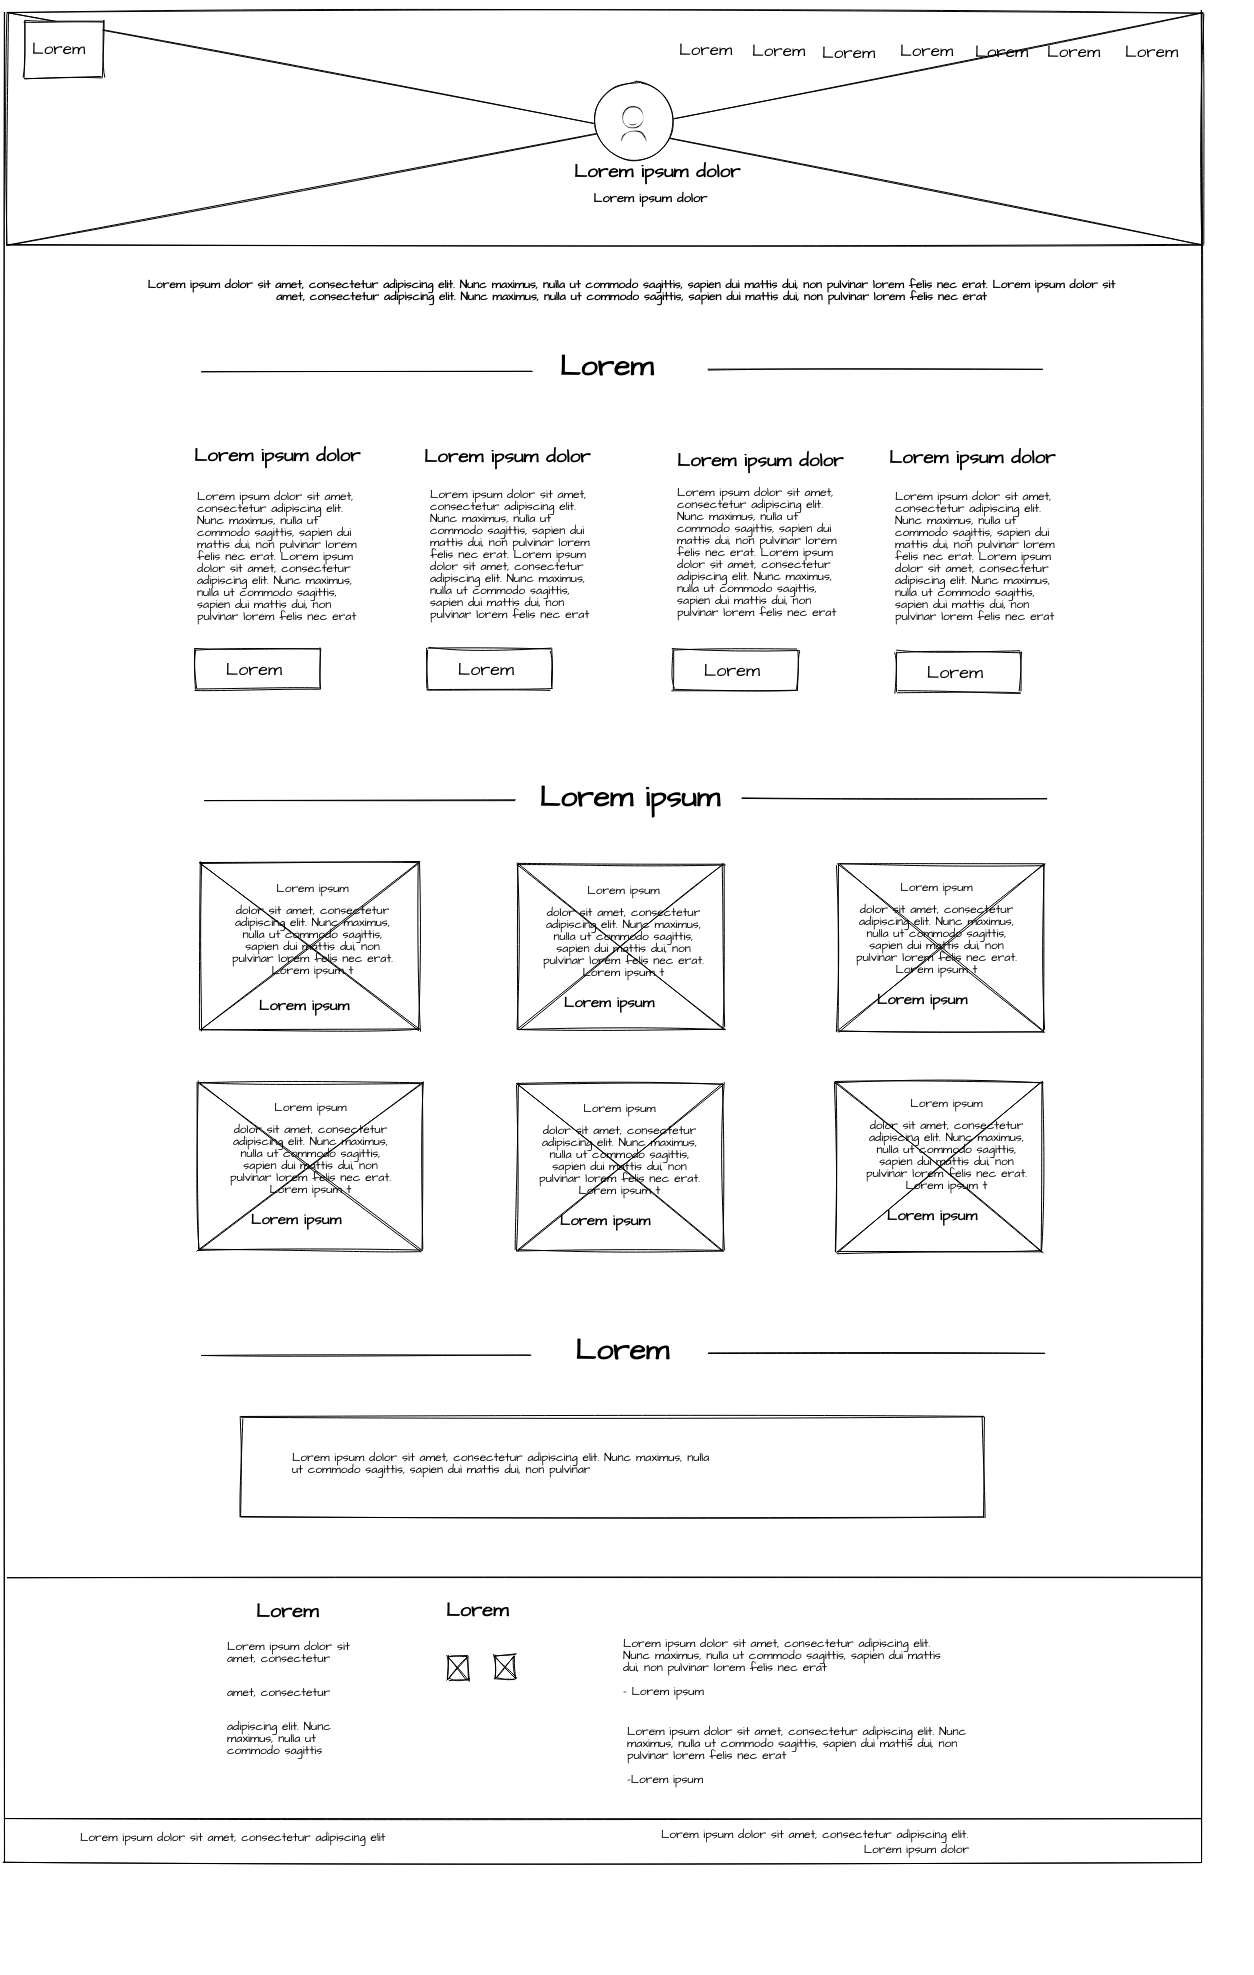 Lorem
Lorem Lorem Lorem Lorem Lorem Lorem Lorem
Lorem ipsum dolor
Lorem ipsum dolor
Lorem ipsum dolor sit amet, consectetur adipiscing elit. Nunc maximus, nulla ut commodo sagittis, sapien dui mattis dui, non pulvinar lorem felis nec erat. Lorem ipsum dolor sit
amet, consectetur adipiscing elit. Nunc maximus, nulla ut commodo sagittis, sapien dui mattis dui, non pulvinar lorem felis nec erat
Lorem
Lorem ipsum dolor
Lorem ipsum dolor sit amet,
consectetur adipiscing elit.
Nunc maximus, nulla ut
commodo sagittis, sapien dui
mattis dui, non pulvinar lorem
felis nec erat. Lorem ipsum
dolor sit amet, consectetur
adipiscing elit. Nunc maximus,
nulla ut commodo sagittis,
sapien dui mattis dui, non
pulvinar lorem felis nec erat
Lorem
Lorem ipsum dolor
Lorem ipsum dolor sit amet,
consectetur adipiscing elit.
Nunc maximus, nulla ut
commodo sagittis, sapien dui
mattis dui, non pulvinar lorem
felis nec erat. Lorem ipsum
dolor sit amet, consectetur
adipiscing elit. Nunc maximus,
nulla ut commodo sagittis,
sapien dui mattis dui, non
pulvinar lorem felis nec erat
Lorem
Lorem ipsum dolor
Lorem ipsum dolor sit amet,
consectetur adipiscing elit.
Nunc maximus, nulla ut
commodo sagittis, sapien dui
mattis dui, non pulvinar lorem
felis nec erat. Lorem ipsum
dolor sit amet, consectetur
adipiscing elit. Nunc maximus,
nulla ut commodo sagittis,
sapien dui mattis dui, non
pulvinar lorem felis nec erat
Lorem
Lorem ipsum dolor
Lorem ipsum dolor sit amet,
consectetur adipiscing elit.
Nunc maximus, nulla ut
commodo sagittis, sapien dui
mattis dui, non pulvinar lorem
felis nec erat. Lorem ipsum
dolor sit amet, consectetur
adipiscing elit. Nunc maximus,
nulla ut commodo sagittis,
sapien dui mattis dui, non
pulvinar lorem felis nec erat
Lorem
Lorem ipsum
Lorem ipsum
dolor sit amet, consectetur
adipiscing elit. Nunc maximus,
nulla ut commodo sagittis,
sapien dui mattis dui, non
pulvinar lorem felis nec erat.
Lorem ipsum t
Lorem ipsum
Lorem ipsum
dolor sit amet, consectetur
adipiscing elit. Nunc maximus,
nulla ut commodo sagittis,
sapien dui mattis dui, non
pulvinar lorem felis nec erat.
Lorem ipsum t
Lorem ipsum
Lorem ipsum
dolor sit amet, consectetur
adipiscing elit. Nunc maximus,
nulla ut commodo sagittis,
sapien dui mattis dui, non
pulvinar lorem felis nec erat.
Lorem ipsum t
Lorem ipsum
Lorem ipsum
dolor sit amet, consectetur
adipiscing elit. Nunc maximus,
nulla ut commodo sagittis,
sapien dui mattis dui, non
pulvinar lorem felis nec erat.
Lorem ipsum t
Lorem ipsum
Lorem ipsum
dolor sit amet, consectetur
adipiscing elit. Nunc maximus,
nulla ut commodo sagittis,
sapien dui mattis dui, non
pulvinar lorem felis nec erat.
Lorem ipsum t
Lorem ipsum
Lorem ipsum
dolor sit amet, consectetur
adipiscing elit. Nunc maximus,
nulla ut commodo sagittis,
sapien dui mattis dui, non
pulvinar lorem felis nec erat.
Lorem ipsum t
Lorem ipsum
Lorem
Lorem ipsum dolor sit amet, consectetur adipiscing elit. Nunc maximus, nulla
ut commodo sagittis, sapien dui mattis dui, non pulvinar
Lorem
Lorem ipsum dolor sit
amet, consectetur
amet, consectetur
adipiscing elit. Nunc
maximus, nulla ut
commodo sagittis
Lorem
Lorem ipsum dolor sit amet, consectetur adipiscing elit.
Nunc maximus, nulla ut commodo sagittis, sapien dui mattis
dui, non pulvinar lorem felis nec erat
- Lorem ipsum
Lorem ipsum dolor sit amet, consectetur adipiscing elit. Nunc
maximus, nulla ut commodo sagittis, sapien dui mattis dui, non
pulvinar lorem felis nec erat
-Lorem ipsum
Lorem ipsum dolor sit amet, consectetur adipiscing elit
Lorem ipsum dolor sit amet, consectetur adipiscing elit.
Lorem ipsum dolor